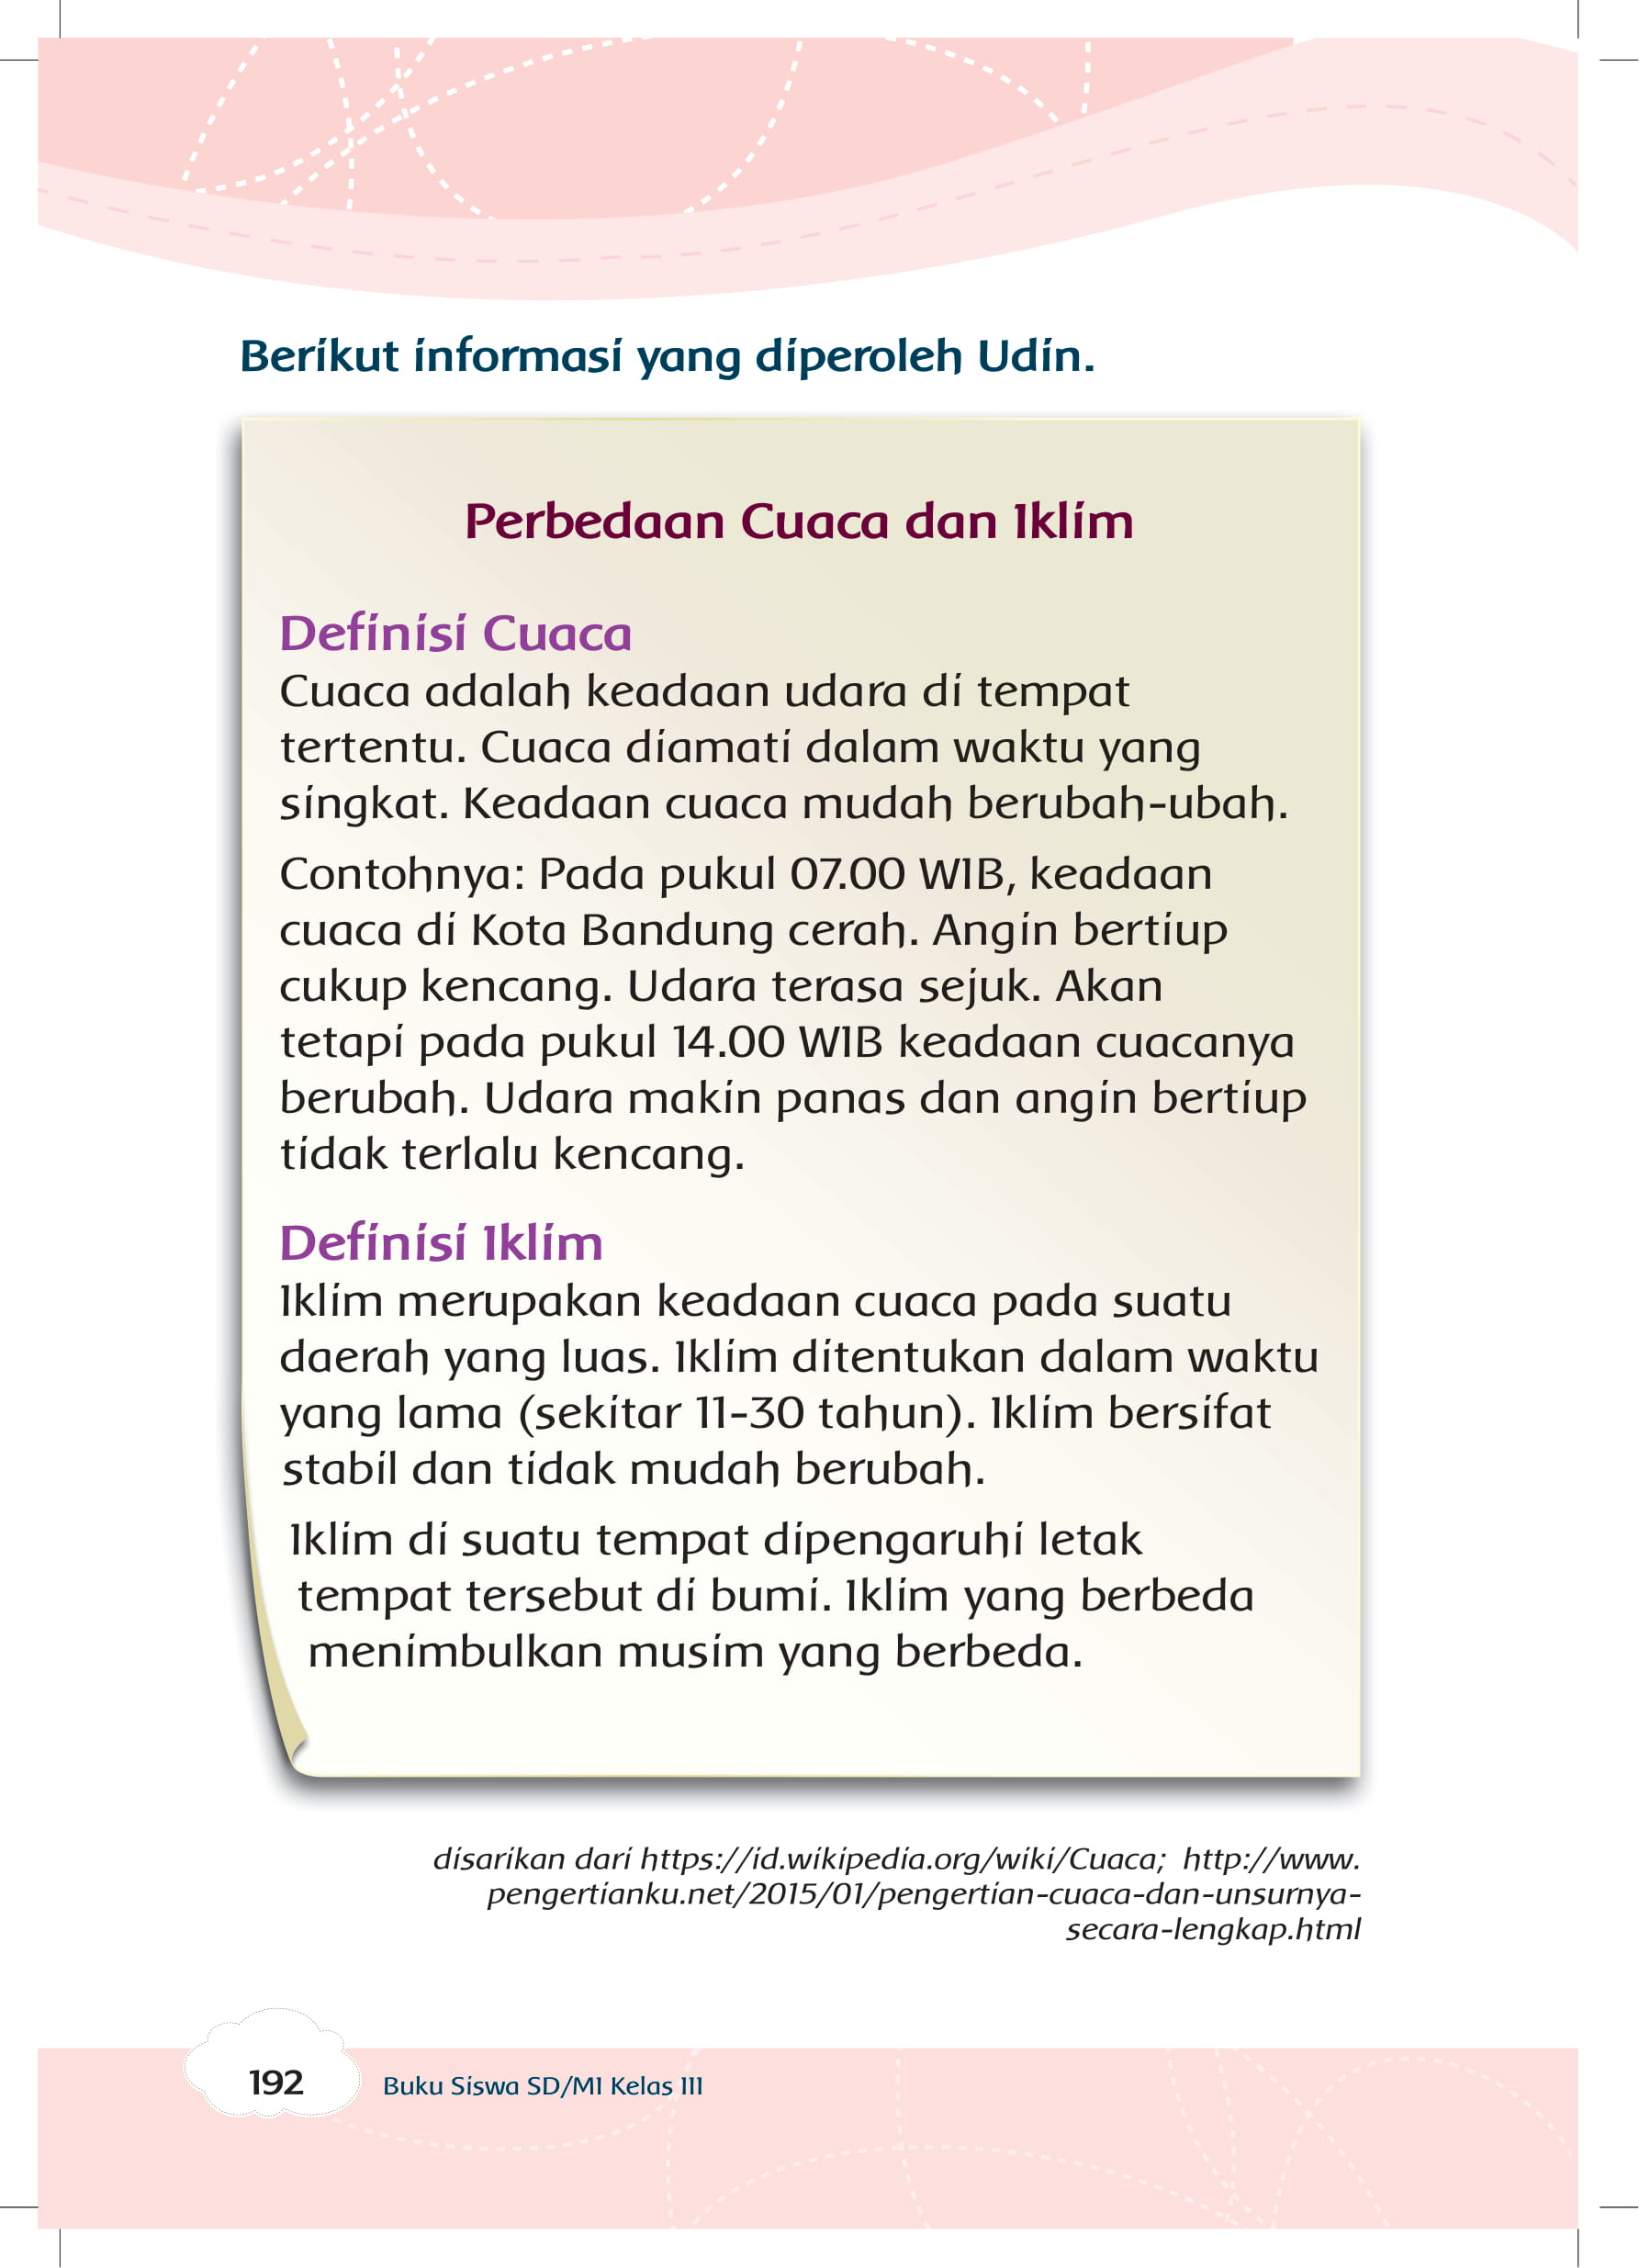 Berikut informasi yang diperoleh Udin.
Perbedaan Cuaca dan Iklim
Definisi Cuaca
Cuaca adalah keadaan udara di tempat
tertentu. Cuaca diamati dalam waktu yang
singkat. Keadaan cuaca mudah berubah-ubah.
Contohnya: Pada pukul 07.00 WIB, keadaan
cuaca di Kota Bandung cerah. Angin bertiup
cukup kencang. Udara terasa sejuk. Akan
tetapi pada pukul 14.00 WIB keadaan cuacanya
berubah. Udara makin panas dan angin bertiup
tidak terlalu kencang.
Definisi Iklim
Iklim merupakan keadaan cuaca pada suatu
daerah yang luas. Iklim ditentukan dalam waktu
yang lama (sekitar 11-30 tahun). Iklim bersifat
stabil dan tidak mudah berubah.
Iklim di suatu tempat dipengaruhi letak
tempat tersebut di bumi. Iklim yang berbeda
menimbulkan musim yang berbeda.
disarikan dari https://id.wikipedia.org/wiki/Cuaca; http://www.
pengertianku.net/2015/01/pengertian-cuaca-dan-unsurnya-
secara-lengkap.html
192 Buku Siswa SD/MI Kelas III